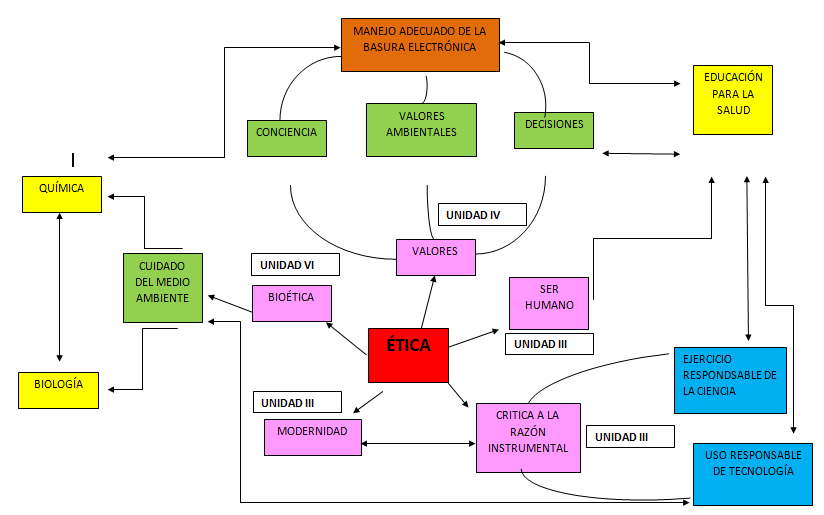 MANEJO ADECUADO DE LA
BASURA ELECTRÓNICA
EDUCACIÓN
PARA LA
SALUD
CONCIENCIA
VALORES
AMBIENTALES
DECISIONES
QUÍMICA
UNIDAD IV
VALORES
CUIDADO
DEL MEDIO
AMBIENTE
UNIDAD VI
BIOÉTICA
SER
HUMANO
UNIDAD III
ÉTICA
EJERCICIO
RESPONDSABLE DE
LA CIENCIA
BIOLOGÍA
UNIDAD III
MODERNIDAD
CRITICA A LA
RAZÓN
INSTRUMENTAL
UNIDAD III
USO RESPONSABLE
DE TECNOLOGÍA